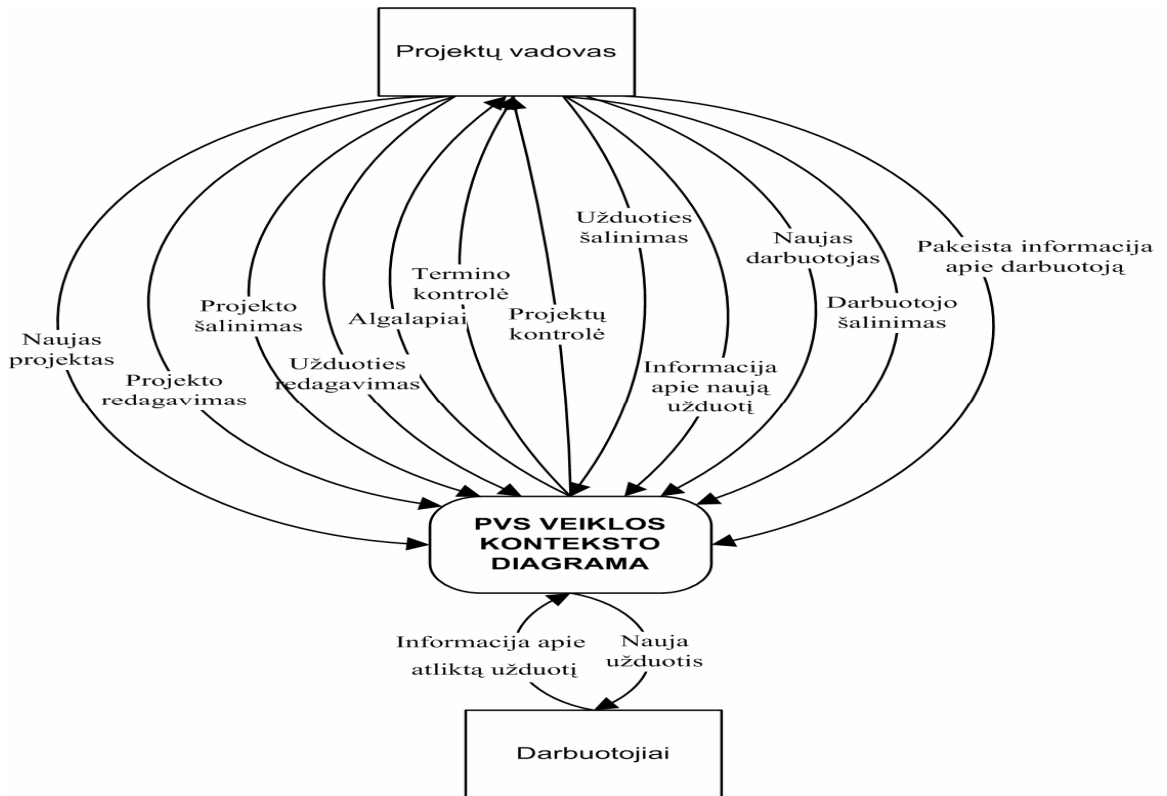 Projektų vadovas
Naujas
projektas
Projekto
redagavimas
Projekto
šalinimas
Užduoties
redagavimas
Algalapiai
Termino
kontrolė
Projektų
kontrolė
Užduoties
šalinimas
Informacija
apie naują
užduotį
Naujas
darbuotojas
Darbuotojo
šalinimas
Pakeista informacija
apie darbuotoją
PVS VEIKLOS
KONTEKSTO
DIAGRAMA
Informacija apie
atliktą užduotį
Nauja
užduotis
Darbuotojiai